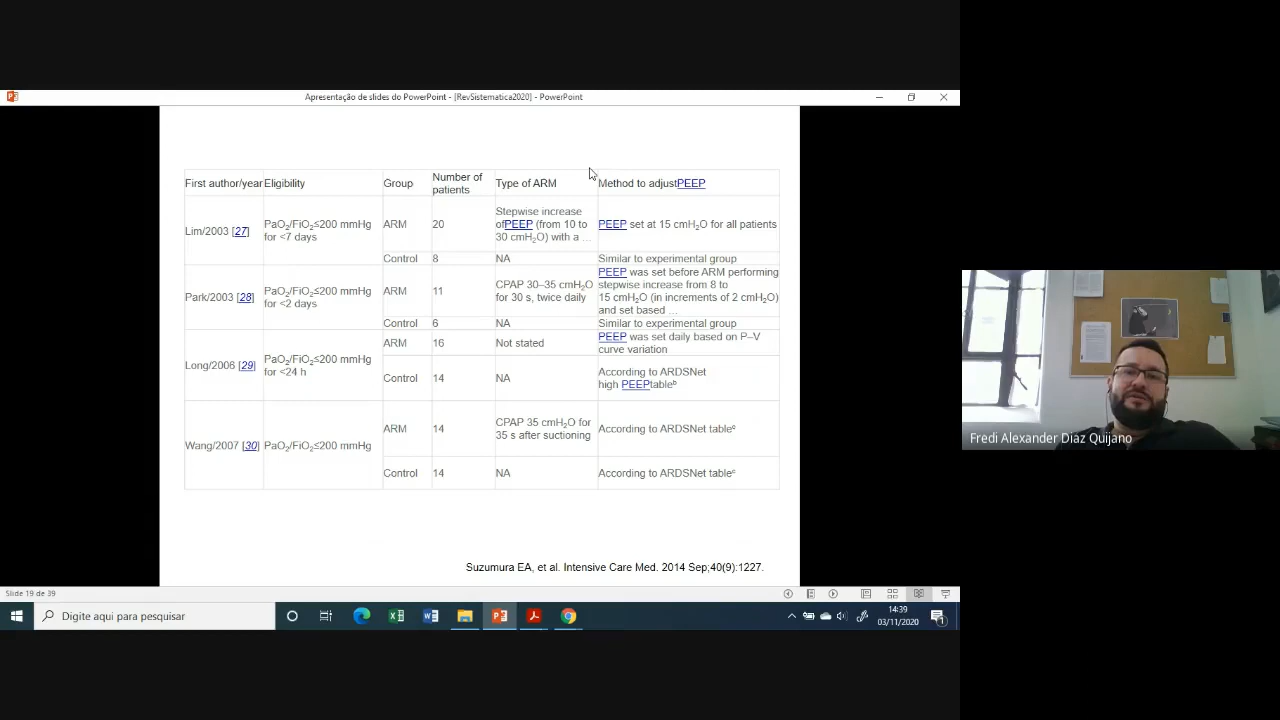 Apresentação de slides do PowerPoint - [RevSistematica2020] - PowerPoint
First author/year Eligibility Group Number of patients Type of ARM Method to adjustPEEP
Lim/2003 [27] PaO2/FiO2≤200 mmHg for <7 days ARM 20 Stepwise increase ofPEEP (from 10 to 30 cmH2O) with a ... PEEP set at 15 cmH2O for all patients
Control 8 NA Similar to experimental group
Park/2003 [28] PaO2/FiO2≤200 mmHg for <2 days ARM 11 CPAP 30–35 cmH2O for 30 s, twice daily PEEP was set before ARM performing stepwise increase from 8 to 15 cmH2O (in increments of 2 cmH2O) and set based ...
Control 6 NA Similar to experimental group
Long/2006 [29] PaO2/FiO2≤200 mmHg for <24 h ARM 16 Not stated PEEP was set daily based on P–V curve variation
Control 14 NA According to ARDSNet high PEEPtableb
Wang/2007 [30] PaO2/FiO2≤200 mmHg ARM 14 CPAP 35 cmH2O for 35 s after suctioning According to ARDSNet tablec
Control 14 NA According to ARDSNet tablec
Suzumura EA, et al. Intensive Care Med. 2014 Sep;40(9):1227.
Slide 19 de 39
Digite aqui para pesquisar
14:39
03/11/2020
1
Fredi Alexander Diaz Quijano